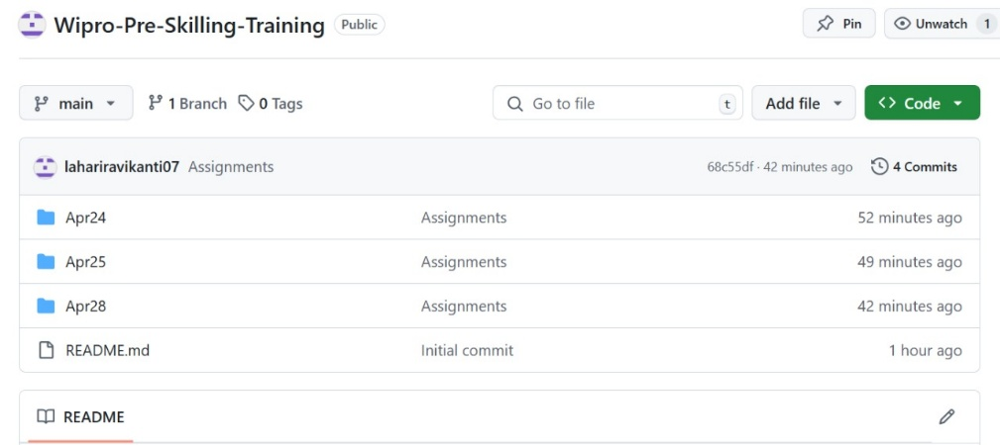 Wipro-Pre-Skilling-Training Public Pin Unwatch 1
main 1 Branch 0 Tags Go to file t Add file <> Code
lahariravikanti07 Assignments 68c55df · 42 minutes ago 4 Commits
Apr24 Assignments 52 minutes ago
Apr25 Assignments 49 minutes ago
Apr28 Assignments 42 minutes ago
README.md Initial commit 1 hour ago
README